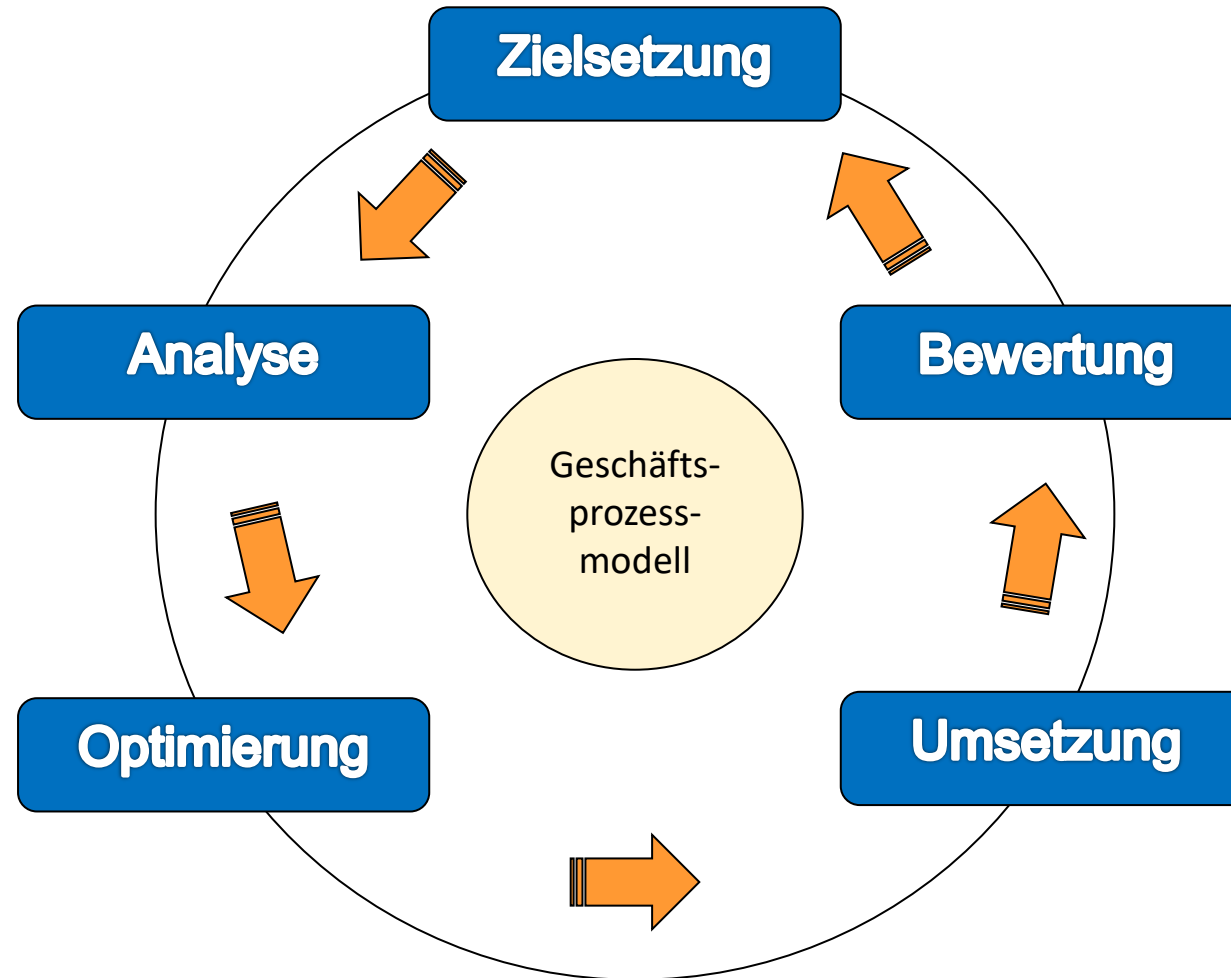 Zielsetzung
Analyse
Bewertung
Geschäfts-
prozess-
modell
Optimierung
Umsetzung